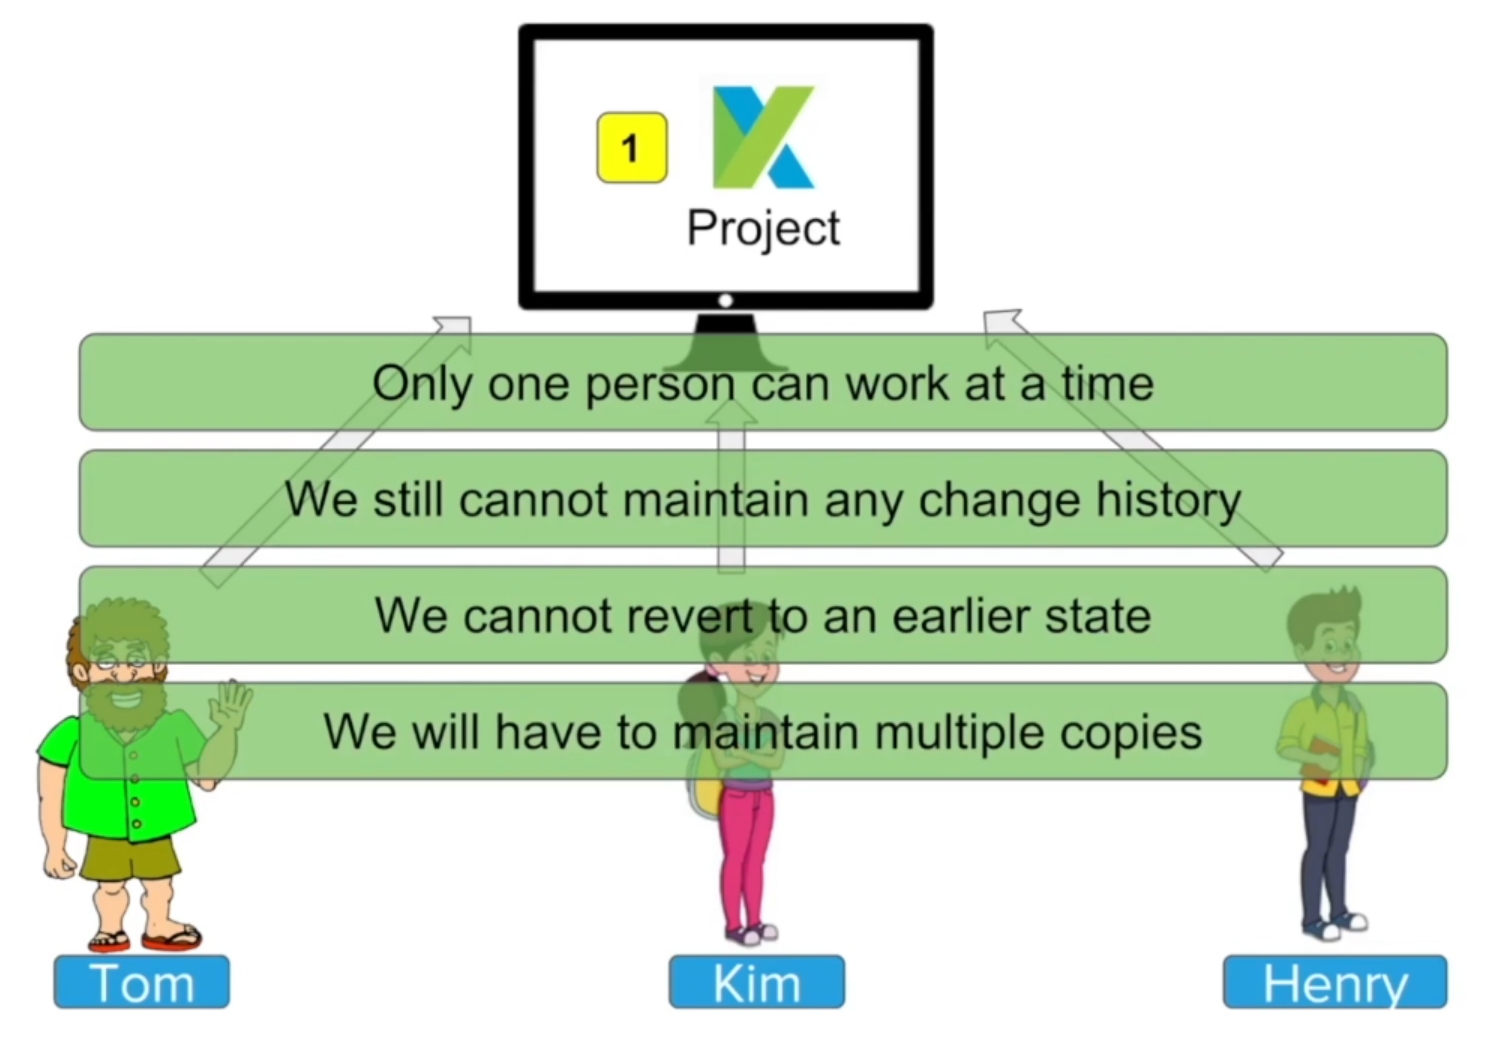 1
Project
Only one person can work at a time
We still cannot maintain any change history
We cannot revert to an earlier state
We will have to maintain multiple copies
Tom
Kim
Henry